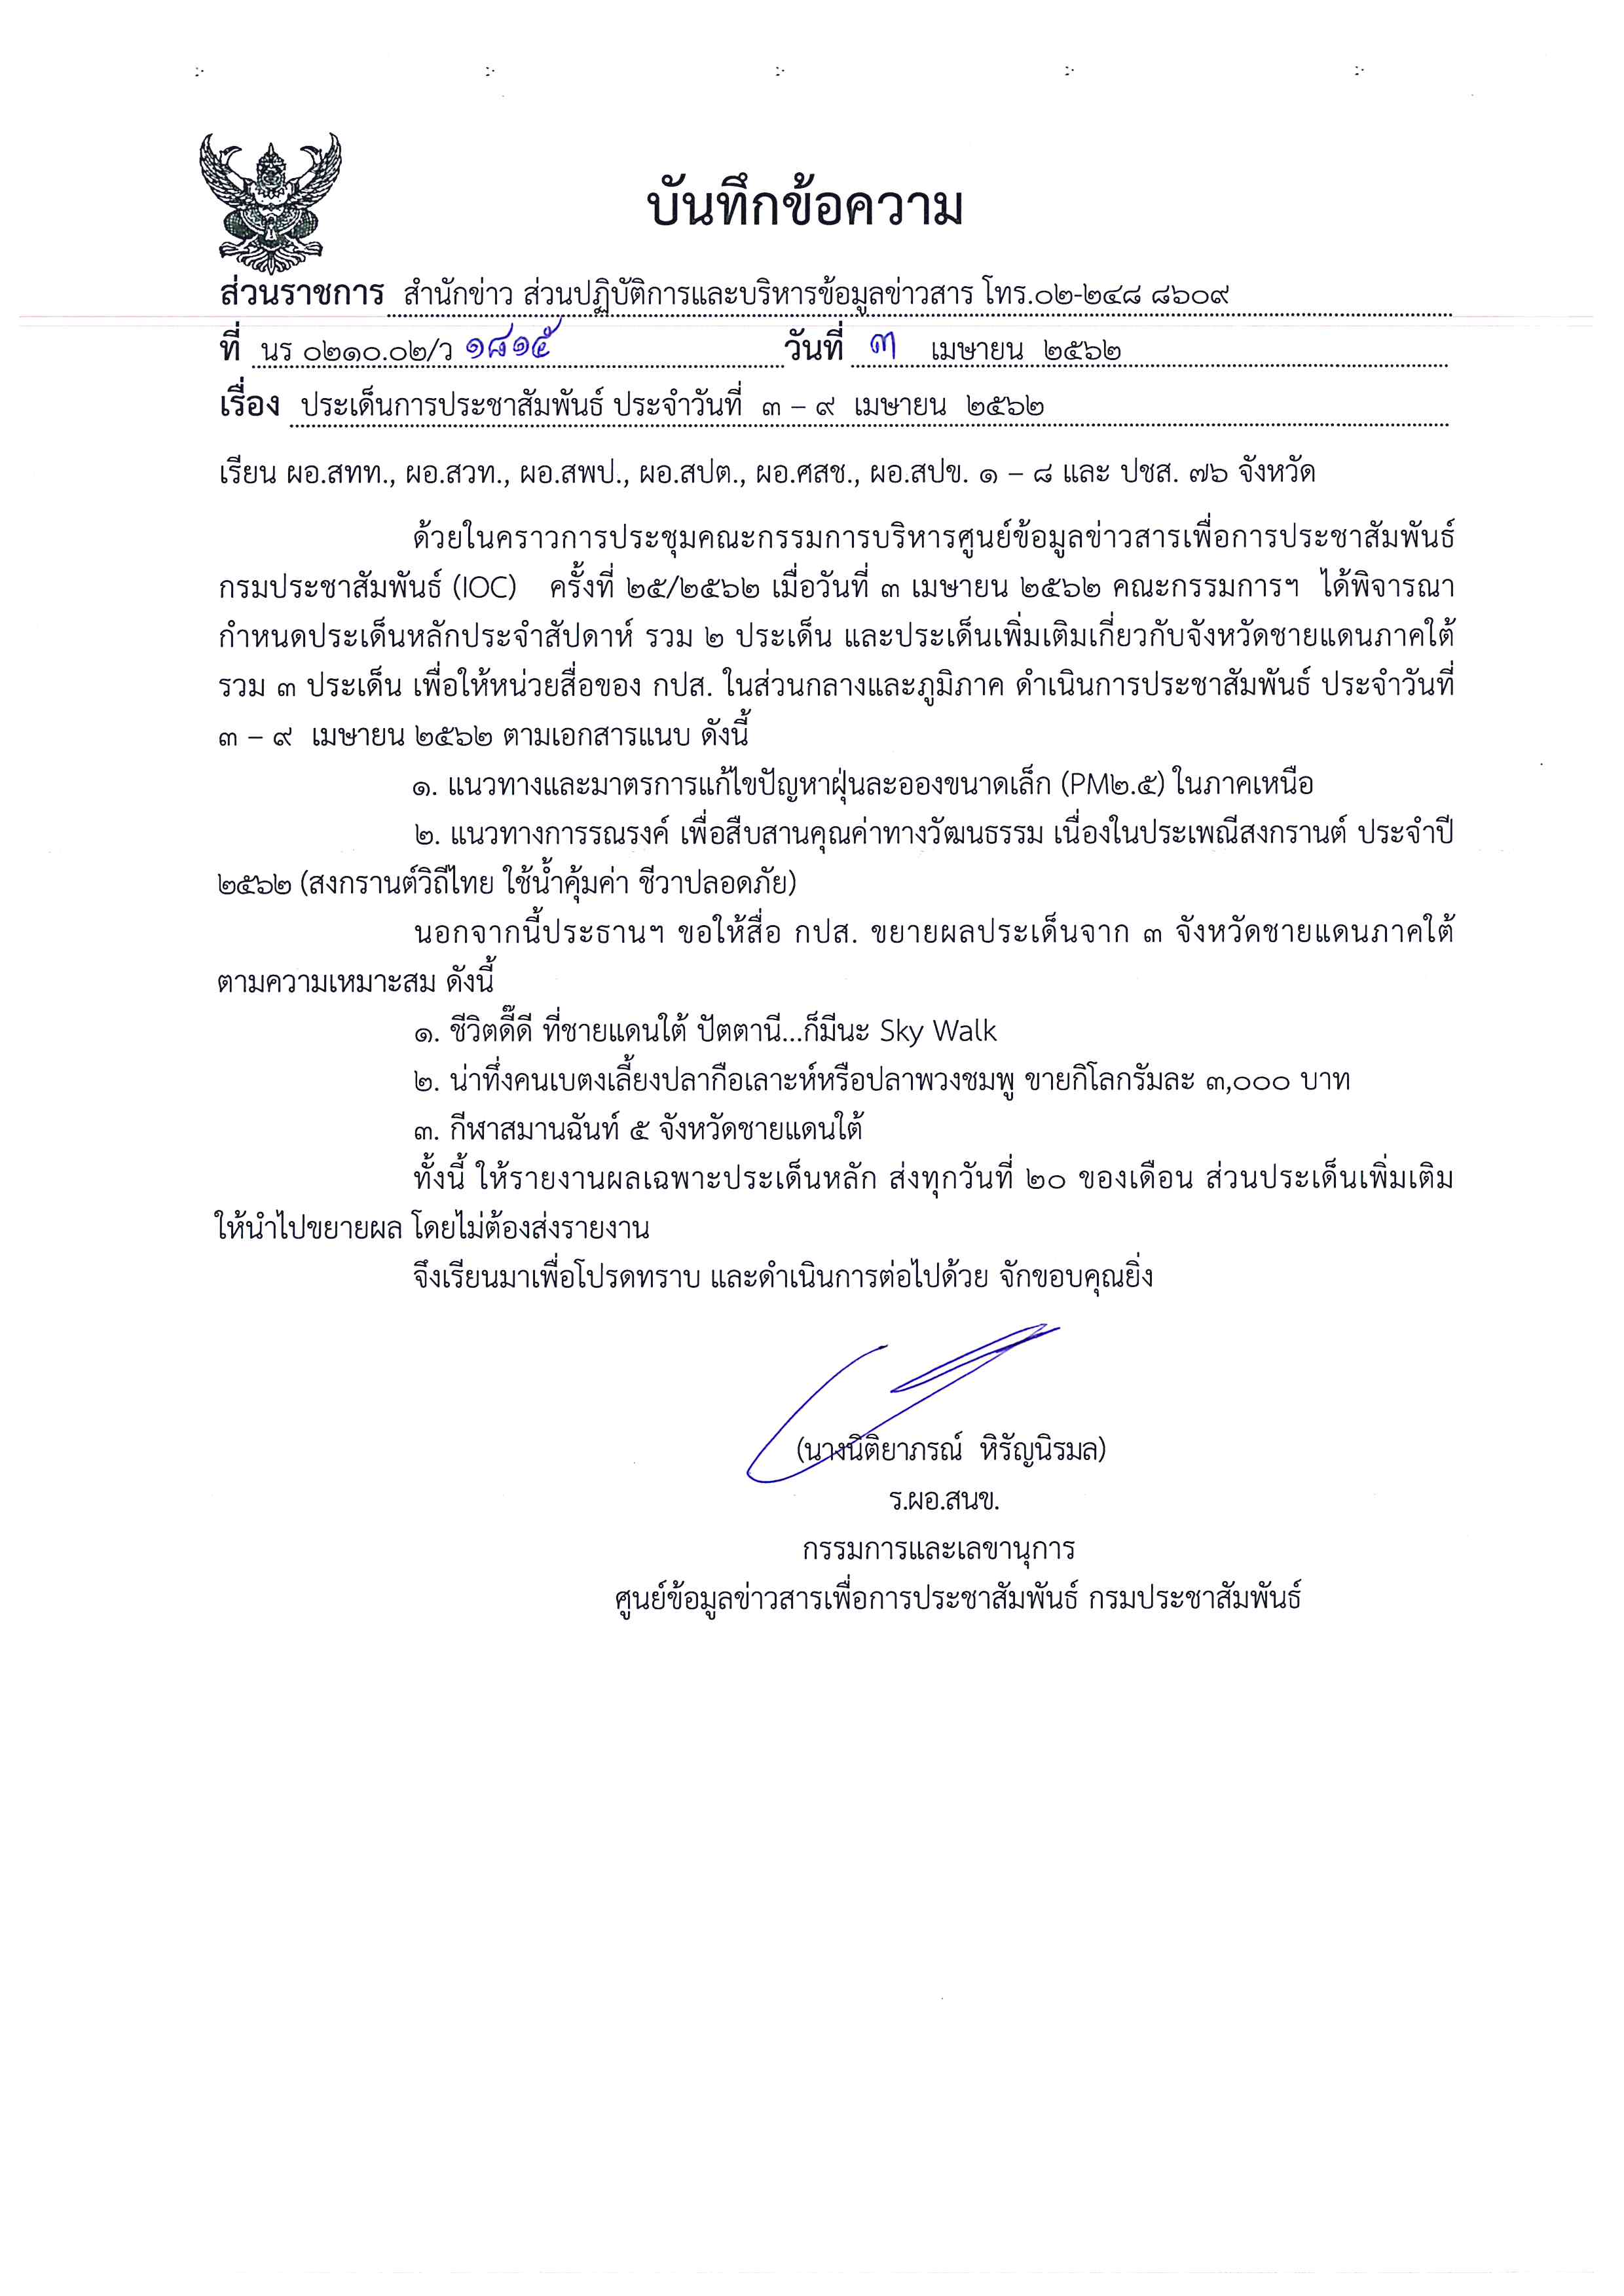 บันทึกข้อความ
ส่วนราชการ สำนักข่าว ส่วนปฏิบัติการและบริหารข้อมูลข่าวสาร โทร.๐๒-๒๔๘ ๘๖๐๙
ที่ นร ๐๒๑๐.๐๒/ว ๑๘๑๕ วันที่ ๓ เมษายน ๒๕๖๒
เรื่อง ประเด็นการประชาสัมพันธ์ ประจำวันที่ ๓ – ๙ เมษายน ๒๕๖๒
เรียน ผอ.สทท., ผอ.สวท., ผอ.สพป., ผอ.สปต., ผอ.ศสช., ผอ.สปข. ๑ – ๘ และ ปชส. ๗๖ จังหวัด
ด้วยในคราวการประชุมคณะกรรมการบริหารศูนย์ข้อมูลข่าวสารเพื่อการประชาสัมพันธ์
กรมประชาสัมพันธ์ (IOC) ครั้งที่ ๒๕/๒๕๖๒ เมื่อวันที่ ๓ เมษายน ๒๕๖๒ คณะกรรมการฯ ได้พิจารณา
กำหนดประเด็นหลักประจำสัปดาห์ รวม ๒ ประเด็น และประเด็นเพิ่มเติมเกี่ยวกับจังหวัดชายแดนภาคใต้
รวม ๓ ประเด็น เพื่อให้หน่วยสื่อของ กปส. ในส่วนกลางและภูมิภาค ดำเนินการประชาสัมพันธ์ ประจำวันที่
๓ – ๙ เมษายน ๒๕๖๒ ตามเอกสารแนบ ดังนี้
๑. แนวทางและมาตรการแก้ไขปัญหาฝุ่นละอองขนาดเล็ก (PM๒.๕) ในภาคเหนือ
๒. แนวทางการรณรงค์ เพื่อสืบสานคุณค่าทางวัฒนธรรม เนื่องในประเพณีสงกรานต์ ประจำปี
๒๕๖๒ (สงกรานต์วิถีไทย ใช้น้ำคุ้มค่า ชีวาปลอดภัย)
นอกจากนี้ประธานฯ ขอให้สื่อ กปส. ขยายผลประเด็นจาก ๓ จังหวัดชายแดนภาคใต้
ตามความเหมาะสม ดังนี้
๑. ชีวิตดี๊ดี ที่ชายแดนใต้ ปัตตานี...ก็มีนะ Sky Walk
๒. น่าทึ่งคนเบตงเลี้ยงปลากือเลาะห์หรือปลาพวงชมพู ขายกิโลกรัมละ ๓,๐๐๐ บาท
๓. กีฬาสมานฉันท์ ๕ จังหวัดชายแดนใต้
ทั้งนี้ ให้รายงานผลเฉพาะประเด็นหลัก ส่งทุกวันที่ ๒๐ ของเดือน ส่วนประเด็นเพิ่มเติม
ให้นำไปขยายผล โดยไม่ต้องส่งรายงาน
จึงเรียนมาเพื่อโปรดทราบ และดำเนินการต่อไปด้วย จักขอบคุณยิ่ง
(นางนิติยาภรณ์ หิรัญนิรมล)
ร.ผอ.สนข.
กรรมการและเลขานุการ
ศูนย์ข้อมูลข่าวสารเพื่อการประชาสัมพันธ์ กรมประชาสัมพันธ์